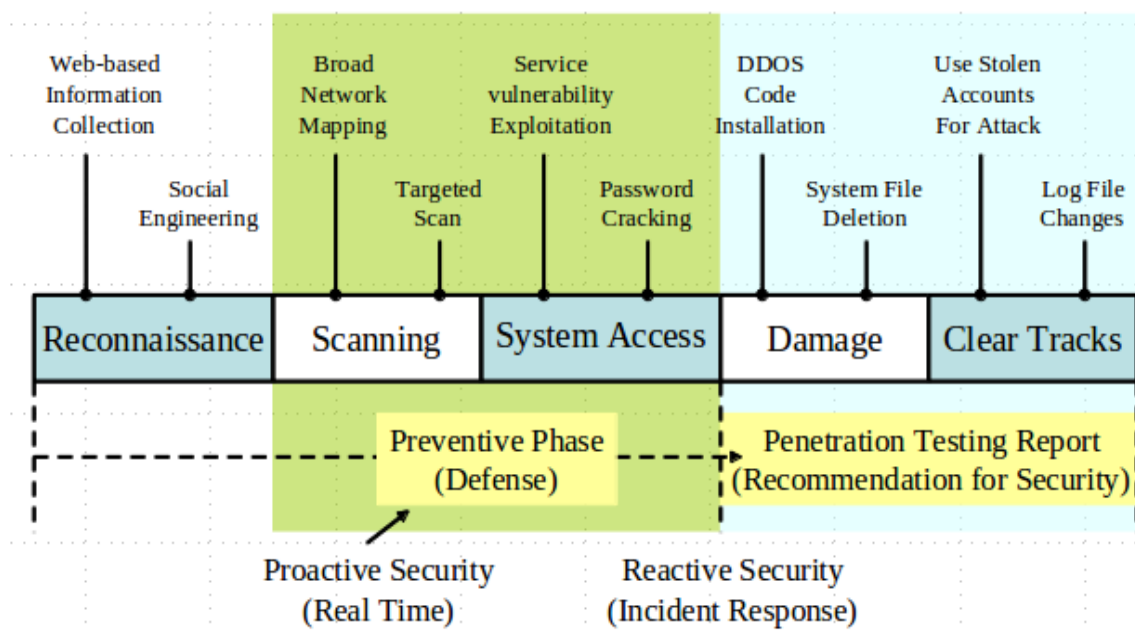 Web-based
Information
Collection
Social
Engineering
Broad
Network
Mapping
Targeted
Scan
Service
vulnerability
Exploitation
Password
Cracking
DDOS
Code
Installation
System File
Deletion
Use Stolen
Accounts
For Attack
Log File
Changes
Reconnaissance
Scanning
System Access
Damage
Clear Tracks
Preventive Phase
(Defense)
Penetration Testing Report
(Recommendation for Security)
Proactive Security
(Real Time)
Reactive Security
(Incident Response)